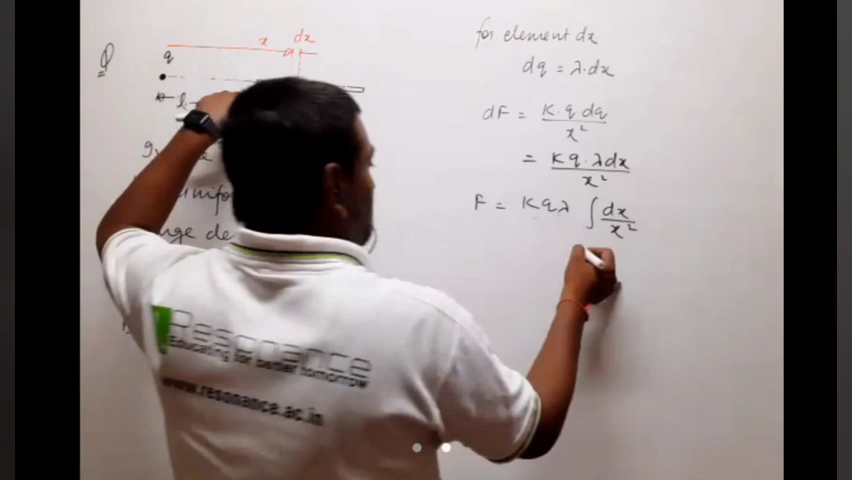 Q
q
x
dx
l
for element dx
dq = λ·dx
dF = K·q dq / x²
= Kq·λdx / x²
F = Kqλ ∫ dx / x²
Resonance
Educating for better tomorrow
www.resonance.ac.in